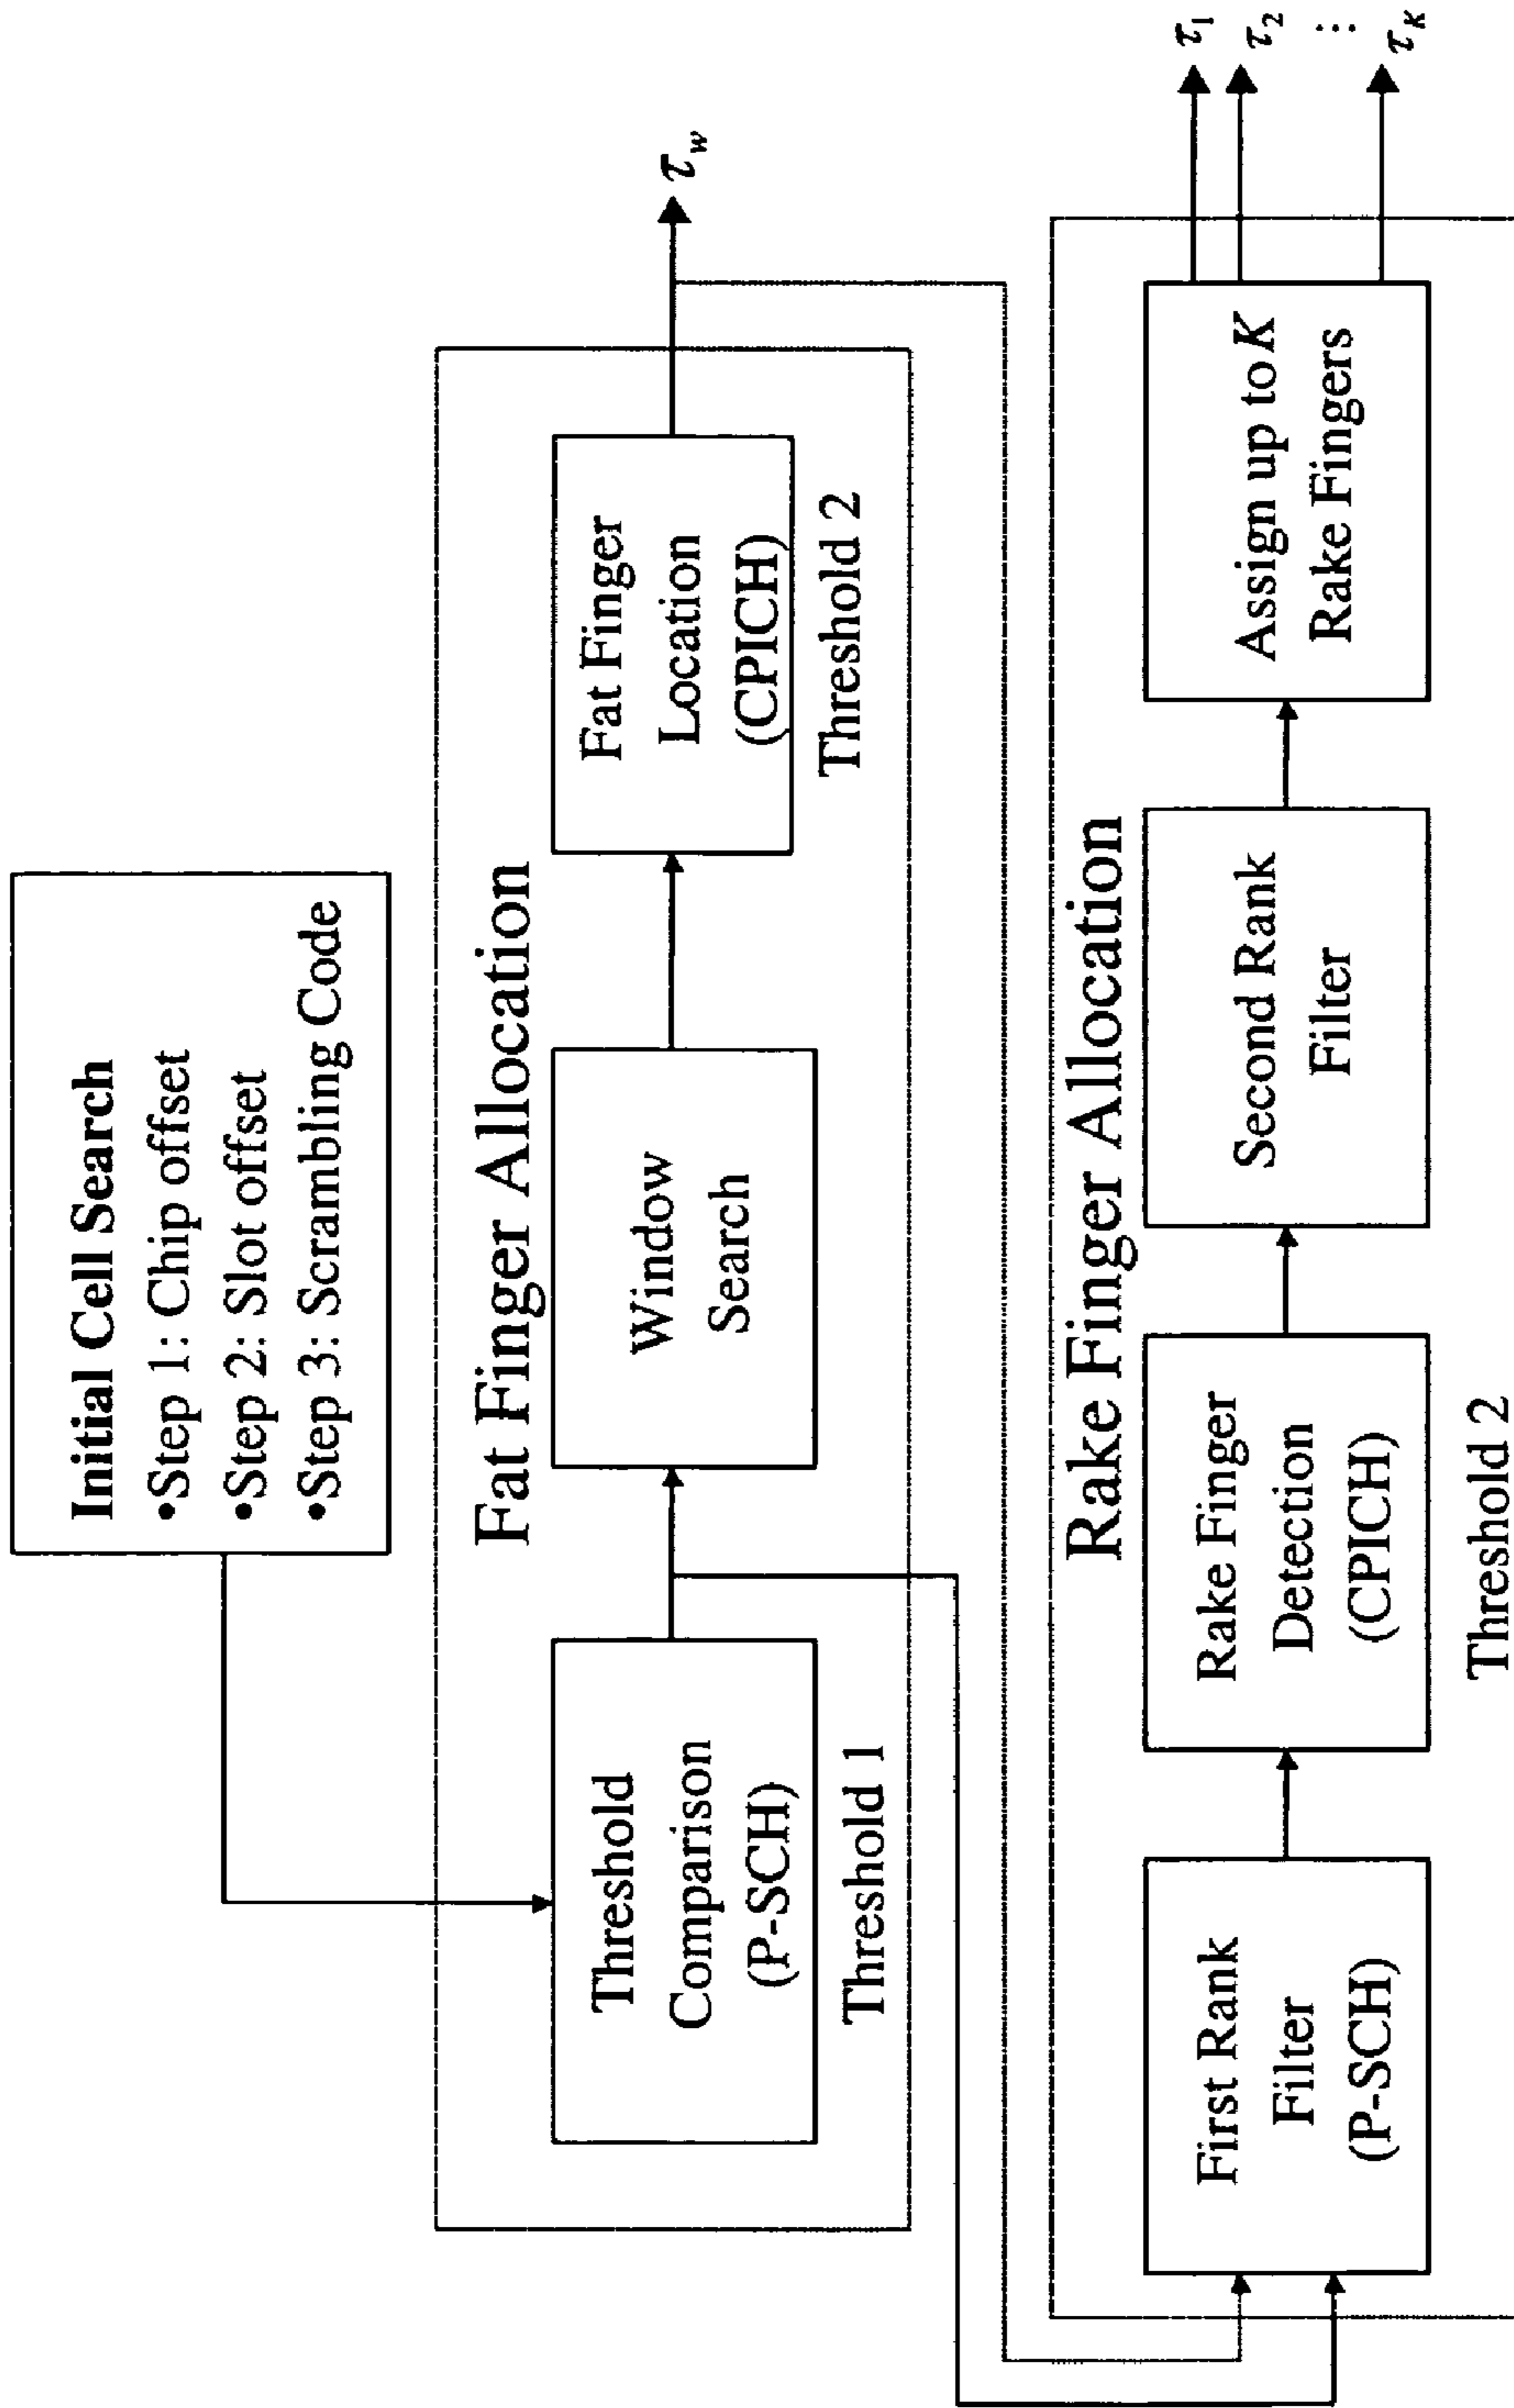 Initial Cell Search
•Step 1: Chip offset
•Step 2: Slot offset
•Step 3: Scrambling Code
Fat Finger Allocation
Threshold
Comparison
(P-SCH)
Threshold 1
Window
Search
Fat Finger
Location
(CPICH)
Threshold 2
τw
Rake Finger Allocation
First Rank
Filter
(P-SCH)
Rake Finger
Detection
(CPICH)
Threshold 2
Second Rank
Filter
Assign up to K
Rake Fingers
τ1
τ2
⋮
τK